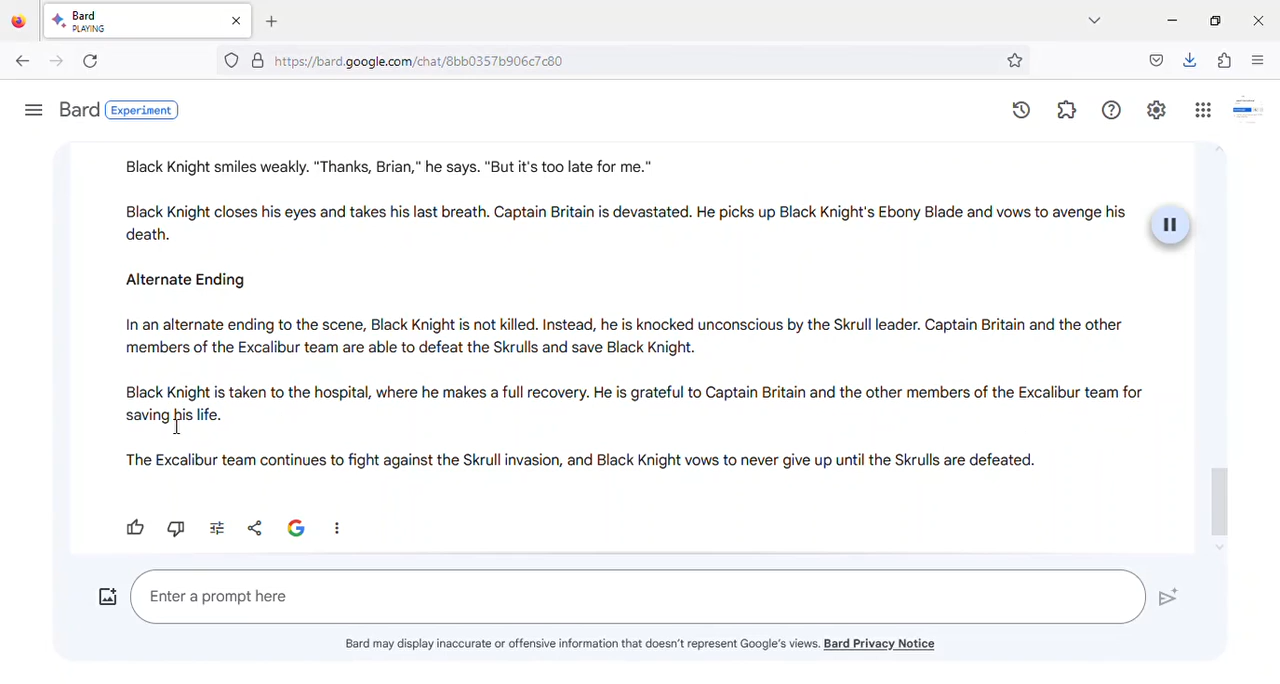 Bard
PLAYING
https://bard.google.com/chat/8bb0357b906c7c80
Bard Experiment
Black Knight smiles weakly. "Thanks, Brian," he says. "But it's too late for me."
Black Knight closes his eyes and takes his last breath. Captain Britain is devastated. He picks up Black Knight's Ebony Blade and vows to avenge his
death.
Alternate Ending
In an alternate ending to the scene, Black Knight is not killed. Instead, he is knocked unconscious by the Skrull leader. Captain Britain and the other
members of the Excalibur team are able to defeat the Skrulls and save Black Knight.
Black Knight is taken to the hospital, where he makes a full recovery. He is grateful to Captain Britain and the other members of the Excalibur team for
saving his life.
The Excalibur team continues to fight against the Skrull invasion, and Black Knight vows to never give up until the Skrulls are defeated.
Enter a prompt here
Bard may display inaccurate or offensive information that doesn't represent Google's views. Bard Privacy Notice